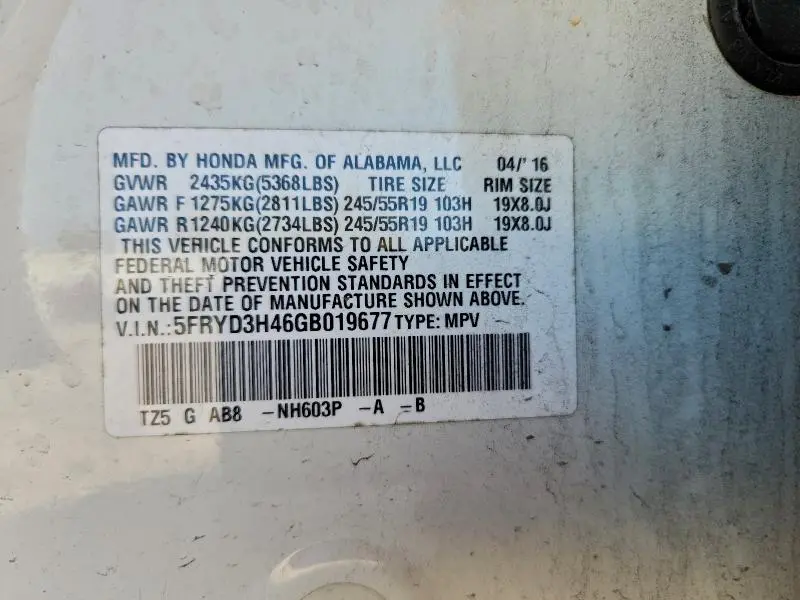 MFD. BY HONDA MFG. OF ALABAMA, LLC 04/'16
GVWR 2435KG(5368LBS) TIRE SIZE RIM SIZE
GAWR F 1275KG(2811LBS) 245/55R19 103H 19X8.0J
GAWR R 1240KG(2734LBS) 245/55R19 103H 19X8.0J
THIS VEHICLE CONFORMS TO ALL APPLICABLE
FEDERAL MOTOR VEHICLE SAFETY
AND THEFT PREVENTION STANDARDS IN EFFECT
ON THE DATE OF MANUFACTURE SHOWN ABOVE.
V.I.N.:5FRYD3H46GB019677 TYPE: MPV
TZ5 G AB8 -NH603P -A -B